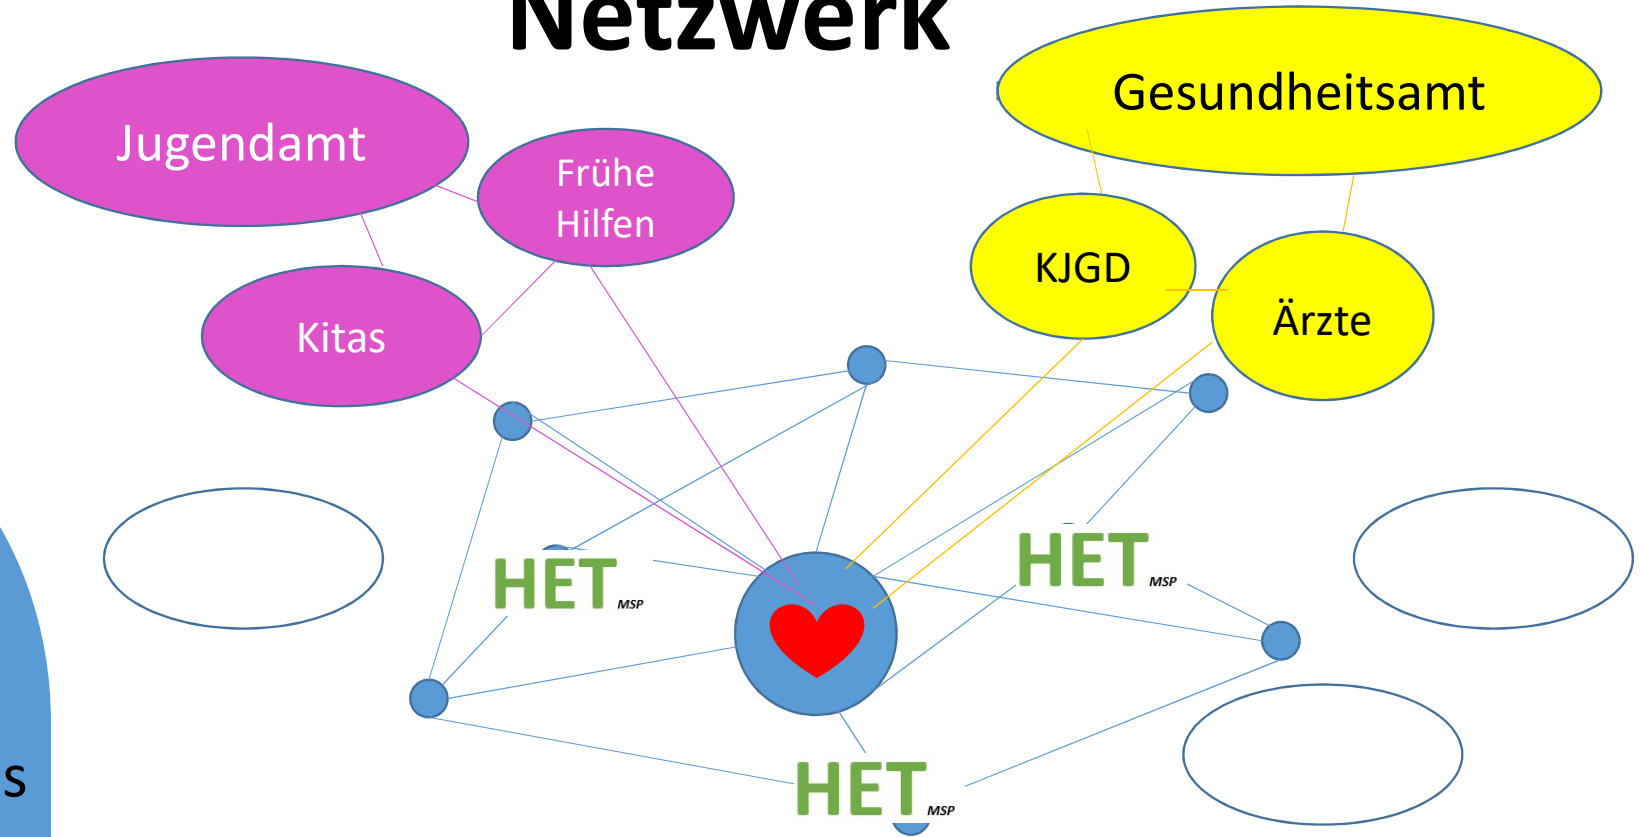 Netzwerk
Jugendamt
Frühe
Hilfen
Kitas
Gesundheitsamt
KJGD
Ärzte
HET MSP
HET MSP
HET MSP
s